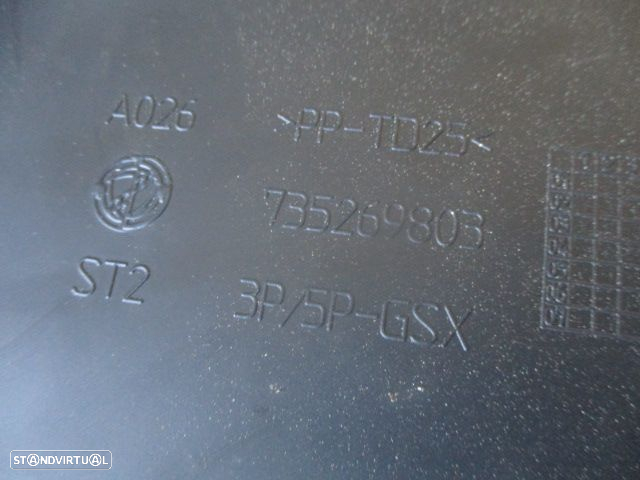 A026 >PP-TD25<
735269803
ST2 3P/5P-GSX
STANDVIRTUAL